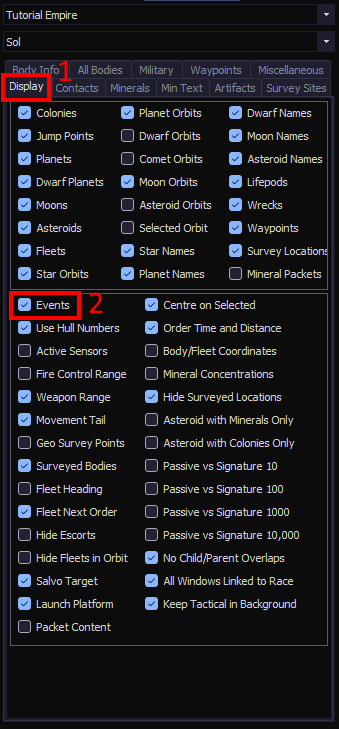 Tutorial Empire
Sol
Body Info All Bodies Military Waypoints Miscellaneous
1
Display Contacts Minerals Min Text Artifacts Survey Sites
Colonies Planet Orbits Dwarf Names
Jump Points Dwarf Orbits Moon Names
Planets Comet Orbits Asteroid Names
Dwarf Planets Moon Orbits Lifepods
Moons Asteroid Orbits Wrecks
Asteroids Selected Orbit Waypoints
Fleets Star Names Survey Locations
Star Orbits Planet Names Mineral Packets
Events 2 Centre on Selected
Use Hull Numbers Order Time and Distance
Active Sensors Body/Fleet Coordinates
Fire Control Range Mineral Concentrations
Weapon Range Hide Surveyed Locations
Movement Tail Asteroid with Minerals Only
Geo Survey Points Asteroid with Colonies Only
Surveyed Bodies Passive vs Signature 10
Fleet Heading Passive vs Signature 100
Fleet Next Order Passive vs Signature 1000
Hide Escorts Passive vs Signature 10,000
Hide Fleets in Orbit No Child/Parent Overlaps
Salvo Target All Windows Linked to Race
Launch Platform Keep Tactical in Background
Packet Content